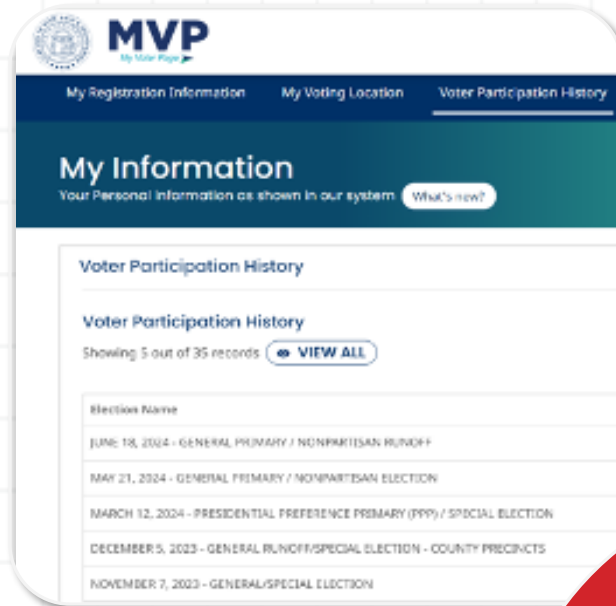 MVP
My Voter Page
My Registration Information My Voting Location Voter Participation History
My Information
Your Personal Information as shown in our system What's new?
Voter Participation History
Voter Participation History
Showing 5 out of 35 records VIEW ALL
Election Name
JUNE 18, 2024 - GENERAL PRIMARY / NONPARTISAN RUNOFF
MAY 21, 2024 - GENERAL PRIMARY / NONPARTISAN ELECTION
MARCH 12, 2024 - PRESIDENTIAL PREFERENCE PRIMARY (PPP) / SPECIAL ELECTION
DECEMBER 5, 2023 - GENERAL RUNOFF/SPECIAL ELECTION - COUNTY PRECINCTS
NOVEMBER 7, 2023 - GENERAL/SPECIAL ELECTION